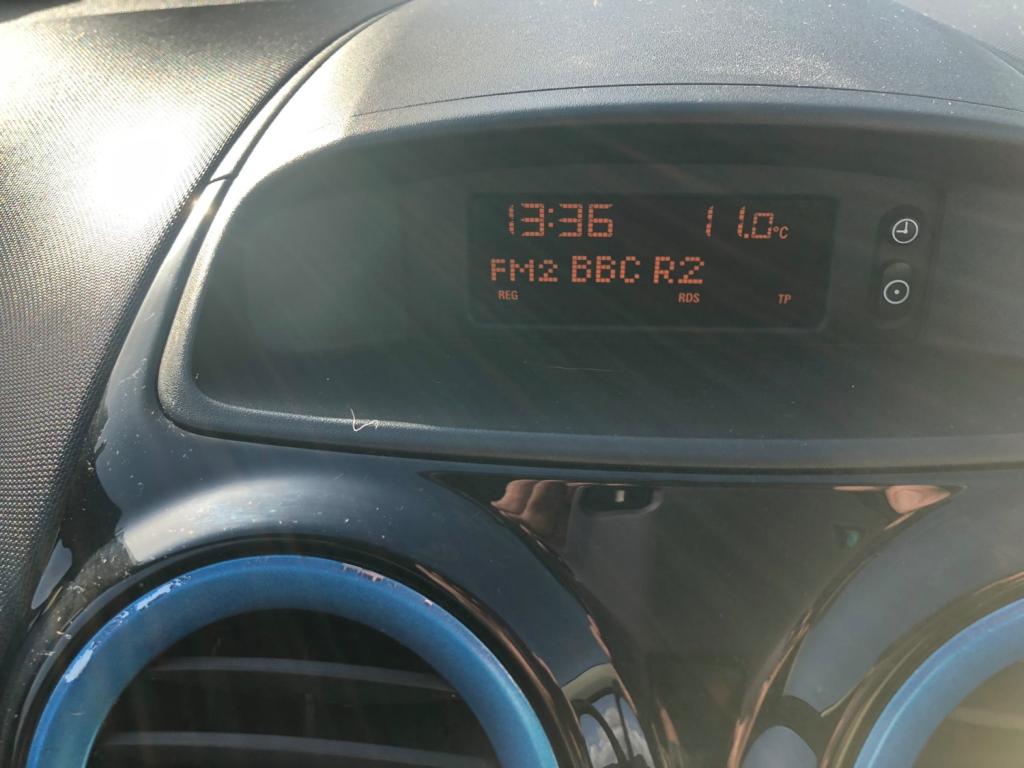 13:36 11.0°C
FM2 BBC R2
REG RDS TP